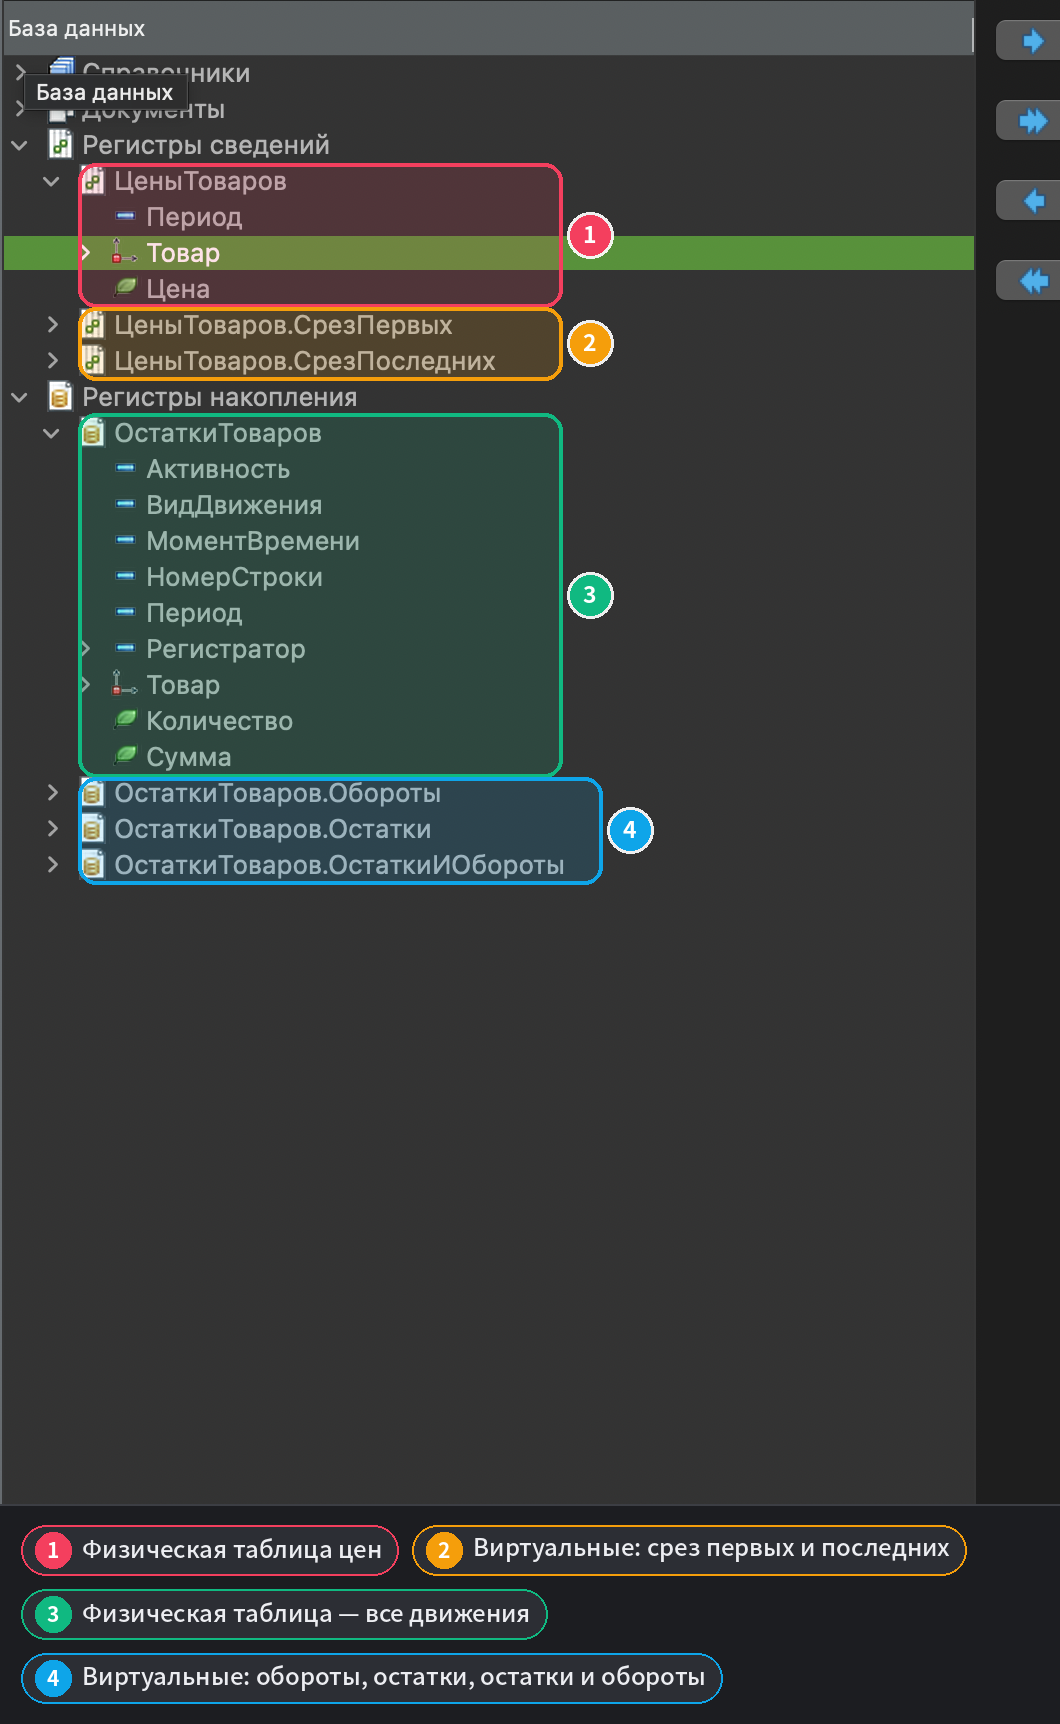 База данных
Справочники
База данных
Документы
Регистры сведений
ЦеныТоваров
Период
Товар
Цена
1
ЦеныТоваров.СрезПервых
ЦеныТоваров.СрезПоследних
2
Регистры накопления
ОстаткиТоваров
Активность
ВидДвижения
МоментВремени
НомерСтроки
Период
3
Регистратор
Товар
Количество
Сумма
ОстаткиТоваров.Обороты
ОстаткиТоваров.Остатки
4
ОстаткиТоваров.ОстаткиИОбороты
1 Физическая таблица цен
2 Виртуальные: срез первых и последних
3 Физическая таблица — все движения
4 Виртуальные: обороты, остатки, остатки и обороты